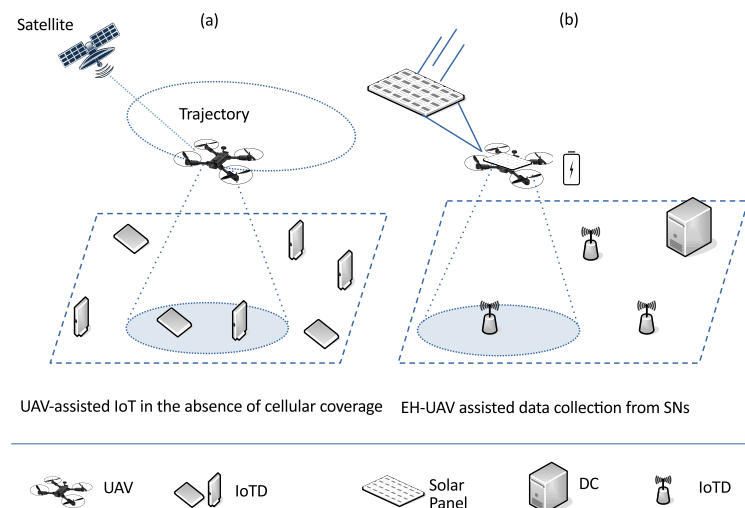 Satellite
(a)
(b)
Trajectory
UAV-assisted IoT in the absence of cellular coverage
EH-UAV assisted data collection from SNs
UAV
IoTD
Solar
Panel
DC
IoTD